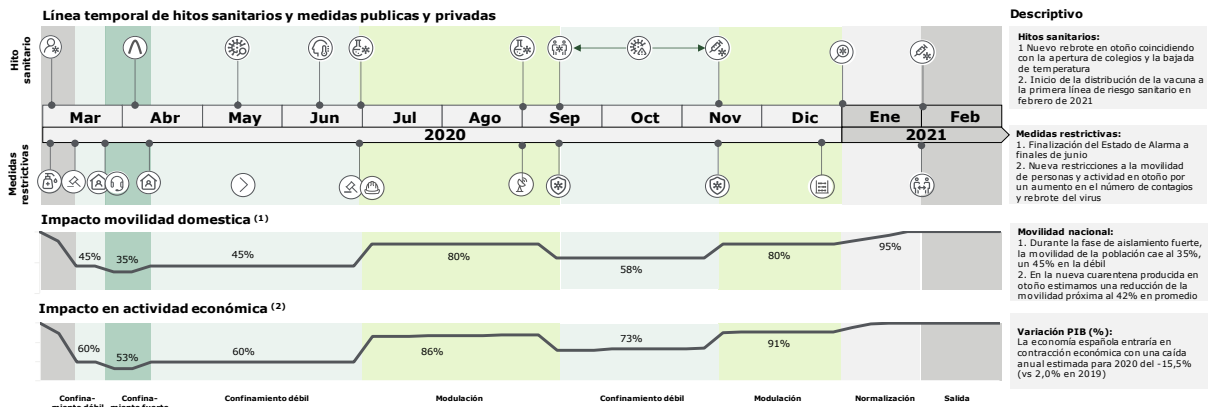 Línea temporal de hitos sanitarios y medidas publicas y privadas
Descriptivo
Hito
sanitario
Hitos sanitarios:
1 Nuevo rebrote en otoño coincidiendo
con la apertura de colegios y la bajada
de temperatura
2. Inicio de la distribución de la vacuna a
la primera línea de riesgo sanitario en
febrero de 2021
Mar Abr May Jun Jul Ago Sep Oct Nov Dic Ene Feb
2020 2021
Medidas
restrictivas
Medidas restrictivas:
1. Finalización del Estado de Alarma a
finales de junio
2. Nueva restricciones a la movilidad
de personas y actividad en otoño por
un aumento en el número de contagios
y rebrote del virus
Impacto movilidad domestica (1)
45% 35% 45% 80% 58% 80% 95%
Movilidad nacional:
1. Durante la fase de aislamiento fuerte,
la movilidad de la población cae al 35%,
un 45% en la débil
2. En la nueva cuarentena producida en
otoño estimamos una reducción de la
movilidad próxima al 42% en promedio
Impacto en actividad económica (2)
60% 53% 60% 86% 73% 91%
Variación PIB (%):
La economía española entraría en
contracción económica con una caída
anual estimada para 2020 del -15,5%
(vs 2,0% en 2019)
Confina- Confina- Confinamiento débil Modulación Confinamiento débil Modulación Normalización Salida
miento débil miento fuerte